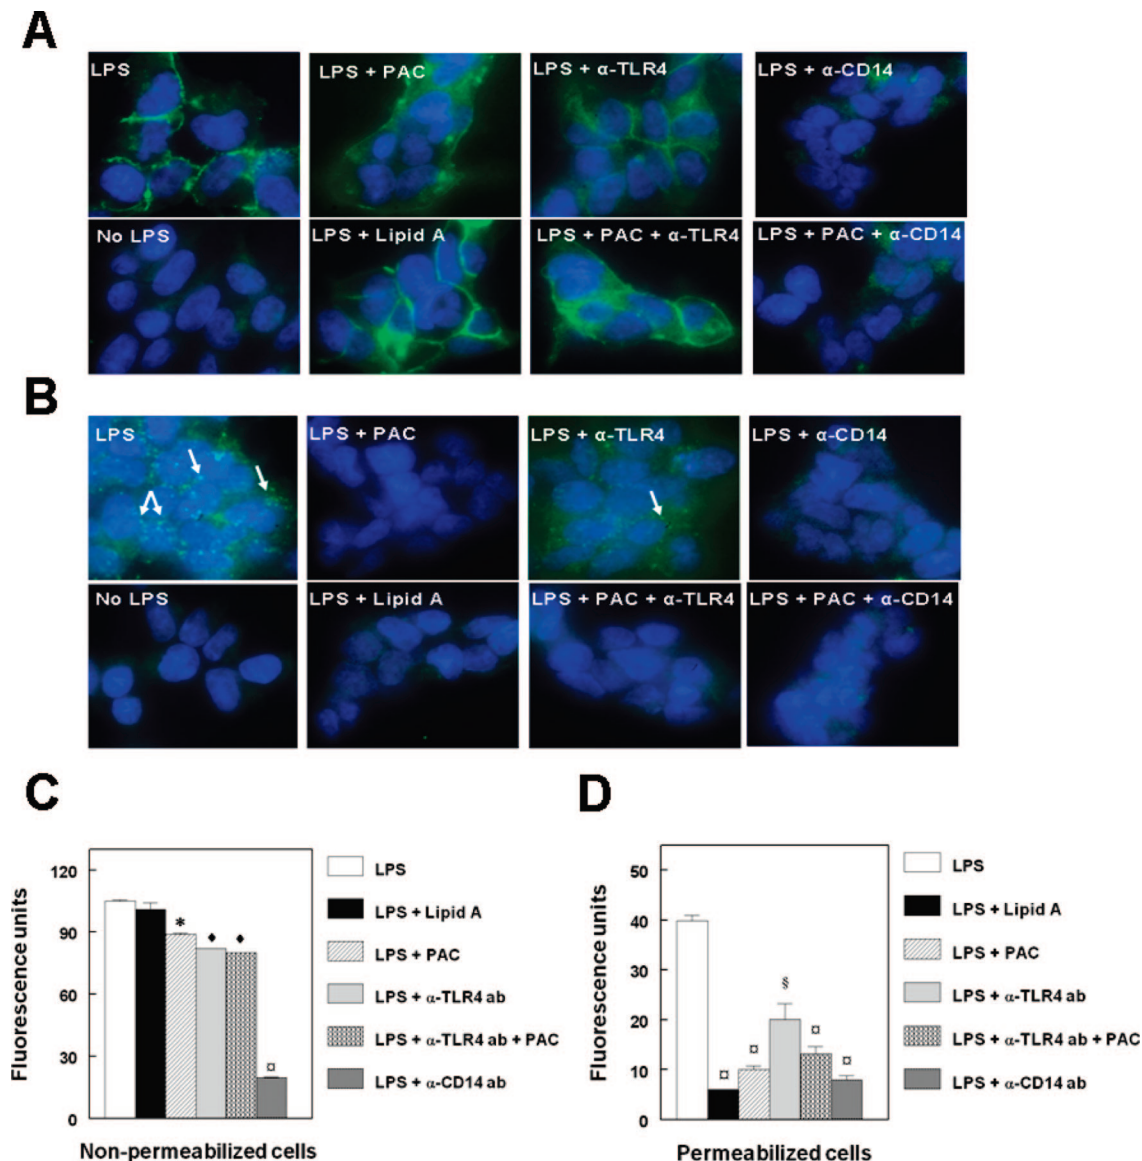 A
LPS
LPS + PAC
LPS + α-TLR4
LPS + α-CD14
No LPS
LPS + Lipid A
LPS + PAC + α-TLR4
LPS + PAC + α-CD14
B
LPS
LPS + PAC
LPS + α-TLR4
LPS + α-CD14
No LPS
LPS + Lipid A
LPS + PAC + α-TLR4
LPS + PAC + α-CD14
C
Fluorescence units
120
90
60
30
0
*
♦
♦
¤
Non-permeabilized cells
LPS
LPS + Lipid A
LPS + PAC
LPS + α-TLR4 ab
LPS + α-TLR4 ab + PAC
LPS + α-CD14 ab
D
Fluorescence units
50
40
30
20
10
0
¤
¤
§
¤
¤
Permeabilized cells
LPS
LPS + Lipid A
LPS + PAC
LPS + α-TLR4 ab
LPS + α-TLR4 ab + PAC
LPS + α-CD14 ab